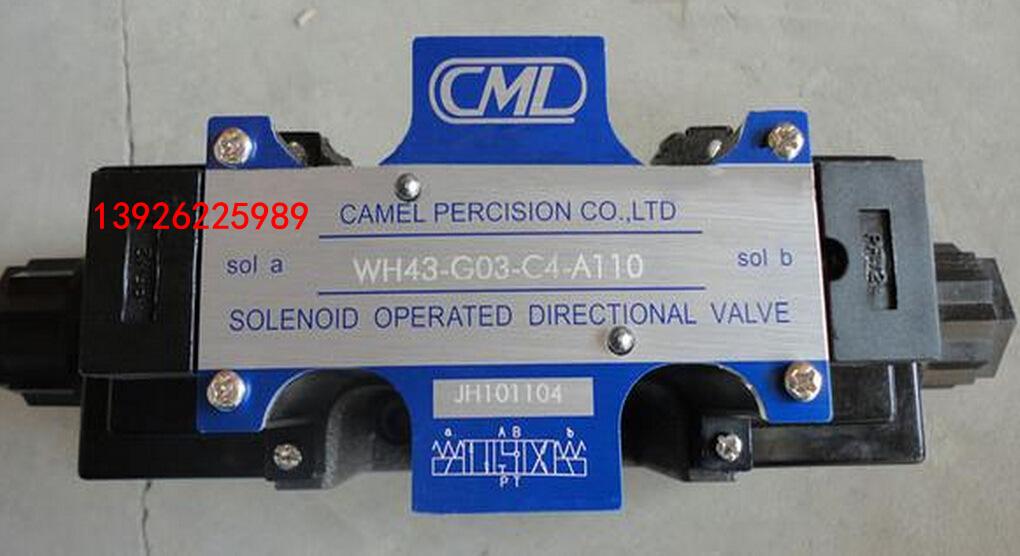 CML
13926225989
CAMEL PERCISION CO.,LTD
sol a
WH43-G03-C4-A110
sol b
SOLENOID OPERATED DIRECTIONAL VALVE
JH101104
a
A B
b
P T